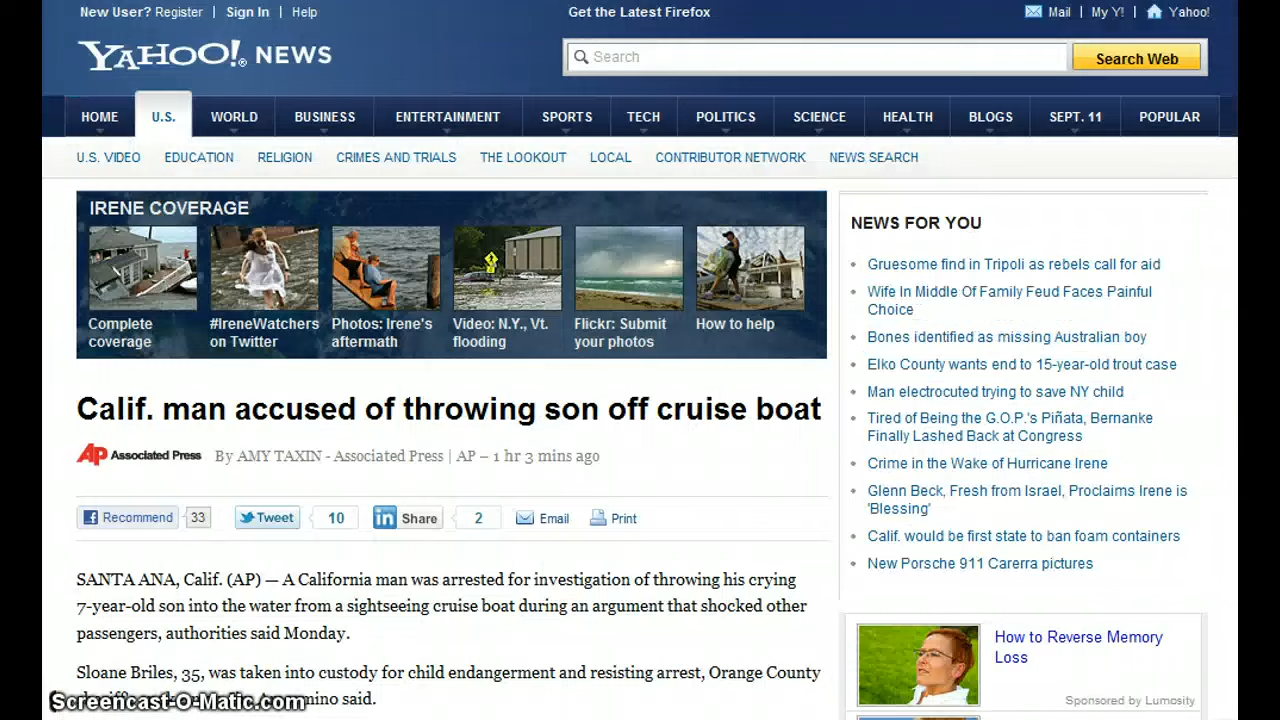 New User? Register | Sign In | Help
Get the Latest Firefox
Mail | My Y! | Yahoo!
YAHOO!® NEWS
Search
Search Web
HOME U.S. WORLD BUSINESS ENTERTAINMENT SPORTS TECH POLITICS SCIENCE HEALTH BLOGS SEPT. 11 POPULAR
U.S. VIDEO EDUCATION RELIGION CRIMES AND TRIALS THE LOOKOUT LOCAL CONTRIBUTOR NETWORK NEWS SEARCH
IRENE COVERAGE
Complete
coverage
#IreneWatchers
on Twitter
Photos: Irene's
aftermath
Video: N.Y., Vt.
flooding
Flickr: Submit
your photos
How to help
Calif. man accused of throwing son off cruise boat
AP Associated Press By AMY TAXIN - Associated Press | AP – 1 hr 3 mins ago
Recommend 33 Tweet 10 in Share 2 Email Print
SANTA ANA, Calif. (AP) — A California man was arrested for investigation of throwing his crying
7-year-old son into the water from a sightseeing cruise boat during an argument that shocked other
passengers, authorities said Monday.
Sloane Briles, 35, was taken into custody for child endangerment and resisting arrest, Orange County
said.
Screencast-O-Matic.com
NEWS FOR YOU
Gruesome find in Tripoli as rebels call for aid
Wife In Middle Of Family Feud Faces Painful
Choice
Bones identified as missing Australian boy
Elko County wants end to 15-year-old trout case
Man electrocuted trying to save NY child
Tired of Being the G.O.P.'s Piñata, Bernanke
Finally Lashed Back at Congress
Crime in the Wake of Hurricane Irene
Glenn Beck, Fresh from Israel, Proclaims Irene is
'Blessing'
Calif. would be first state to ban foam containers
New Porsche 911 Carerra pictures
How to Reverse Memory
Loss
Sponsored by Lumosity